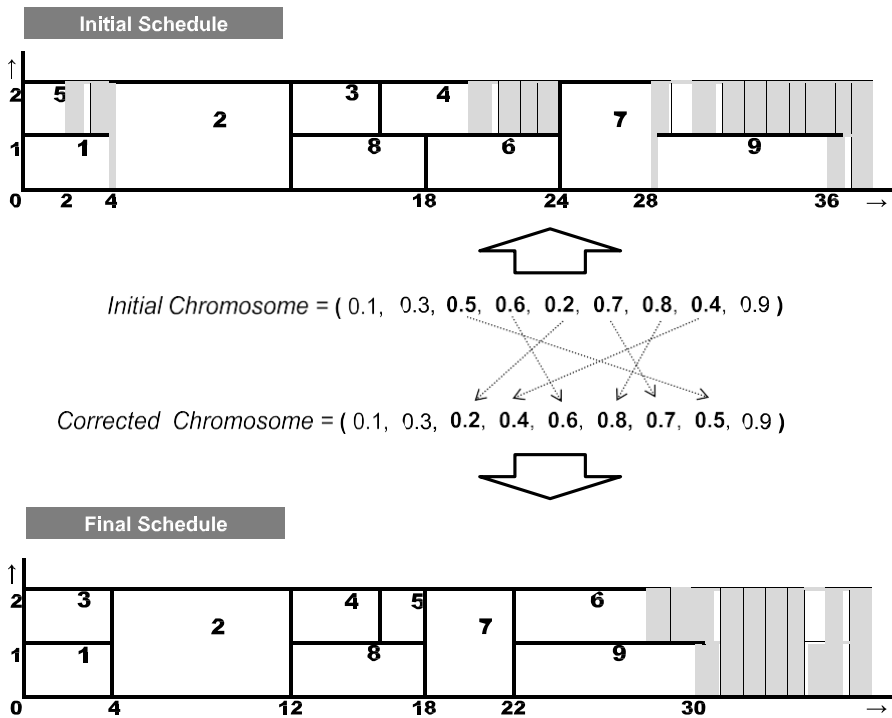 Initial Schedule
↑
2 5 3 4
2 7
1 1 8 6 9
0 2 4 18 24 28 36 →
Initial Chromosome = ( 0.1, 0.3, 0.5, 0.6, 0.2, 0.7, 0.8, 0.4, 0.9 )
Corrected Chromosome = ( 0.1, 0.3, 0.2, 0.4, 0.6, 0.8, 0.7, 0.5, 0.9 )
Final Schedule
↑
2 3 4 5 6
2 7
1 1 8 9
0 4 12 18 22 30 →